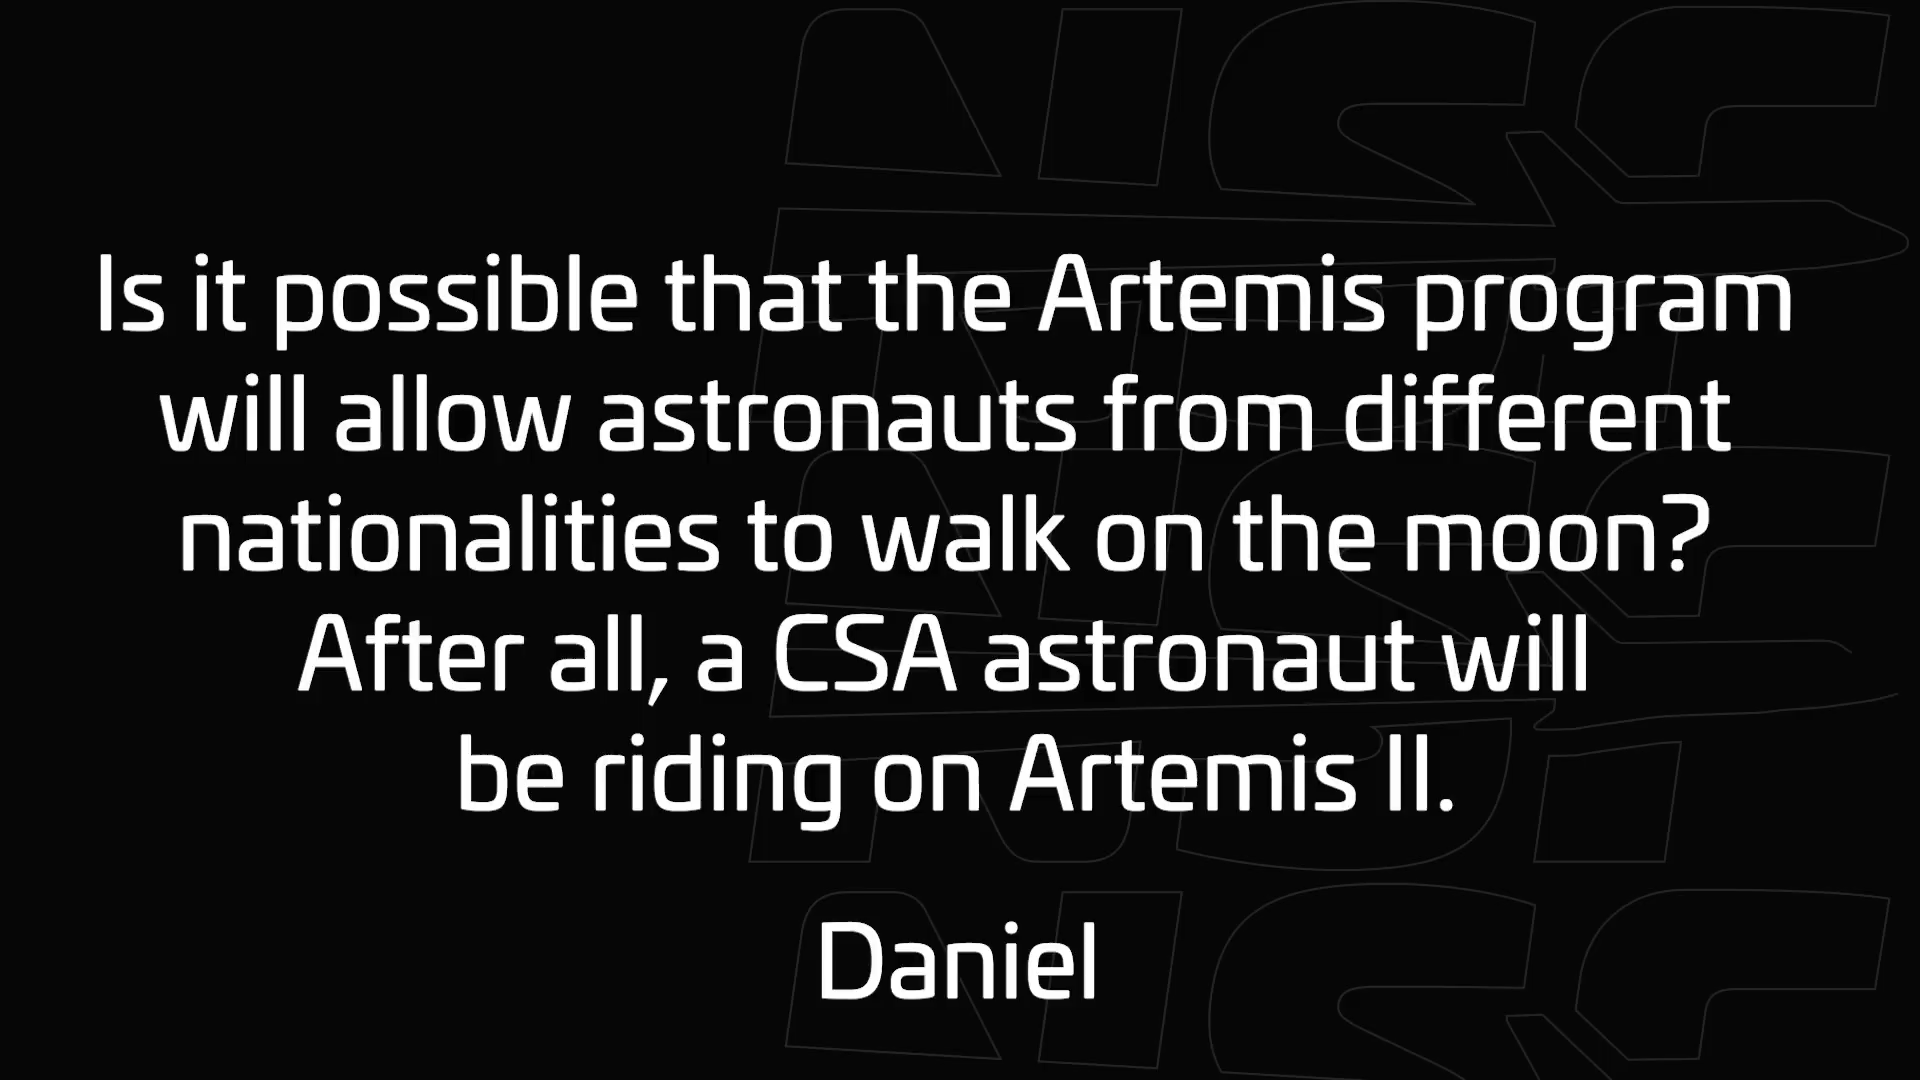 Is it possible that the Artemis program
will allow astronauts from different
nationalities to walk on the moon?
After all, a CSA astronaut will
be riding on Artemis II.
Daniel